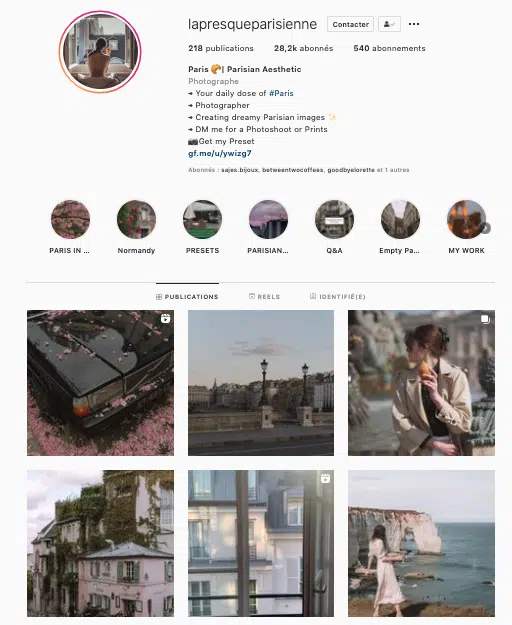 lapresqueparisienne Contacter
218 publications 28,2k abonnés 540 abonnements
Paris 🥐| Parisian Aesthetic
Photographe
→ Your daily dose of #Paris
→ Photographer
→ Creating dreamy Parisian images ✨
→ DM me for a Photoshoot or Prints
📷Get my Preset
gf.me/u/ywizg7
Abonnés : sajes.bijoux, betweentwocoffees, goodbyelorette et 1 autres
PARIS IN ... Normandy PRESETS PARISIAN... Q&A Empty Pa... MY WORK
PUBLICATIONS REELS IDENTIFIÉ(E)